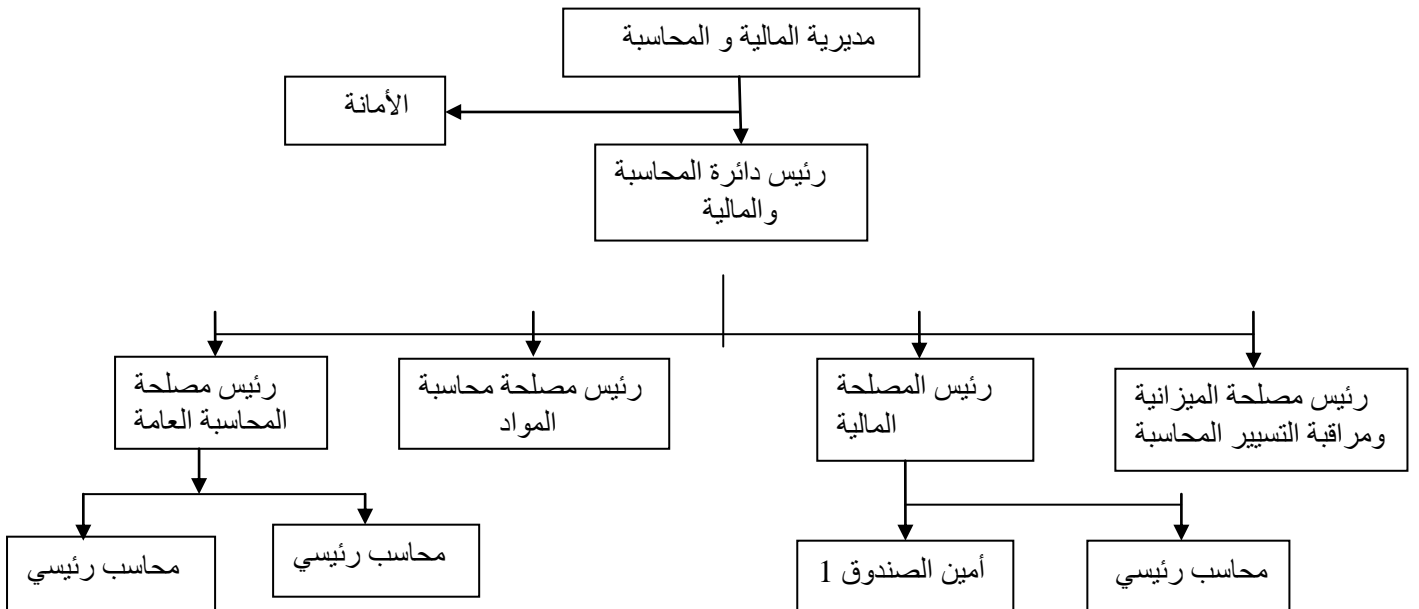 مديرية المالية و المحاسبة
الأمانة
رئيس دائرة المحاسبة
والمالية
رئيس مصلحة الميزانية
ومراقبة التسيير المحاسبة
رئيس المصلحة
المالية
رئيس مصلحة محاسبة
المواد
رئيس مصلحة
المحاسبة العامة
محاسب رئيسي
أمين الصندوق 1
محاسب رئيسي
محاسب رئيسي